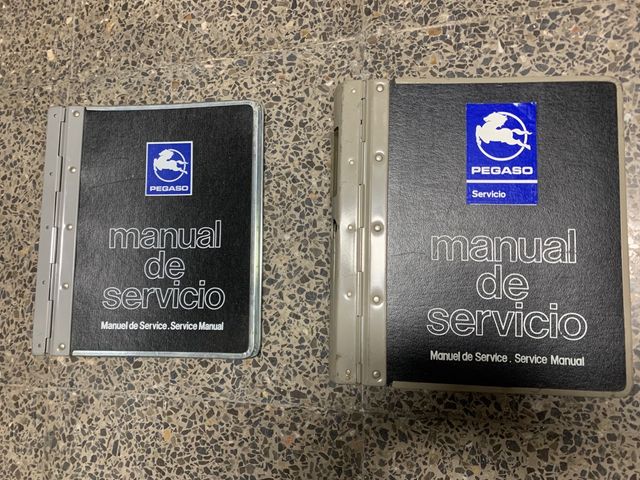 PEGASO
manual
de
servicio
Manuel de Service. Service Manual
PEGASO
Servicio
manual
de
servicio
Manuel de Service. Service Manual